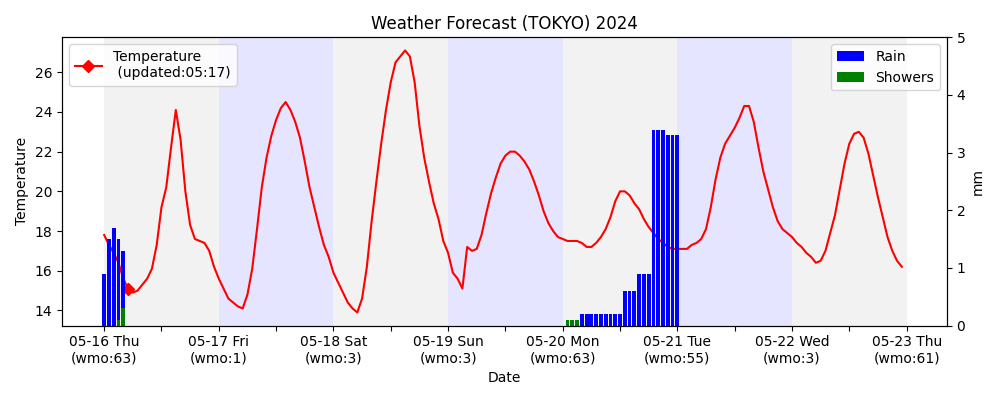 Weather Forecast (TOKYO) 2024
Temperature
(updated:05:17)
Rain
Showers
26
24
22
20
18
16
14
Temperature
5
4
3
2
1
0
mm
05-16 Thu
(wmo:63)
05-17 Fri
(wmo:1)
05-18 Sat
(wmo:3)
05-19 Sun
(wmo:3)
05-20 Mon
(wmo:63)
05-21 Tue
(wmo:55)
05-22 Wed
(wmo:3)
05-23 Thu
(wmo:61)
Date